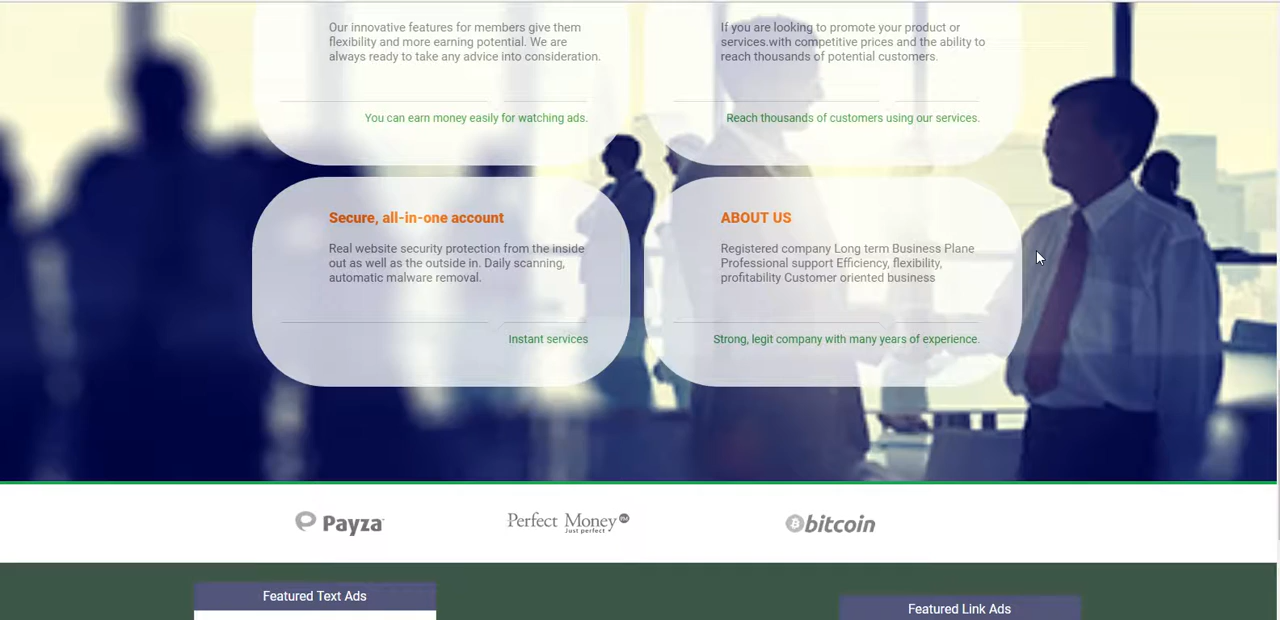 Our innovative features for members give them
flexibility and more earning potential. We are
always ready to take any advice into consideration.
You can earn money easily for watching ads.
If you are looking to promote your product or
services.with competitive prices and the ability to
reach thousands of potential customers.
Reach thousands of customers using our services.
Secure, all-in-one account
Real website security protection from the inside
out as well as the outside in. Daily scanning,
automatic malware removal.
Instant services
ABOUT US
Registered company Long term Business Plane
Professional support Efficiency, flexibility,
profitability Customer oriented business
Strong, legit company with many years of experience.
Payza
Perfect Money PM
Just perfect
bitcoin
Featured Text Ads
Featured Link Ads